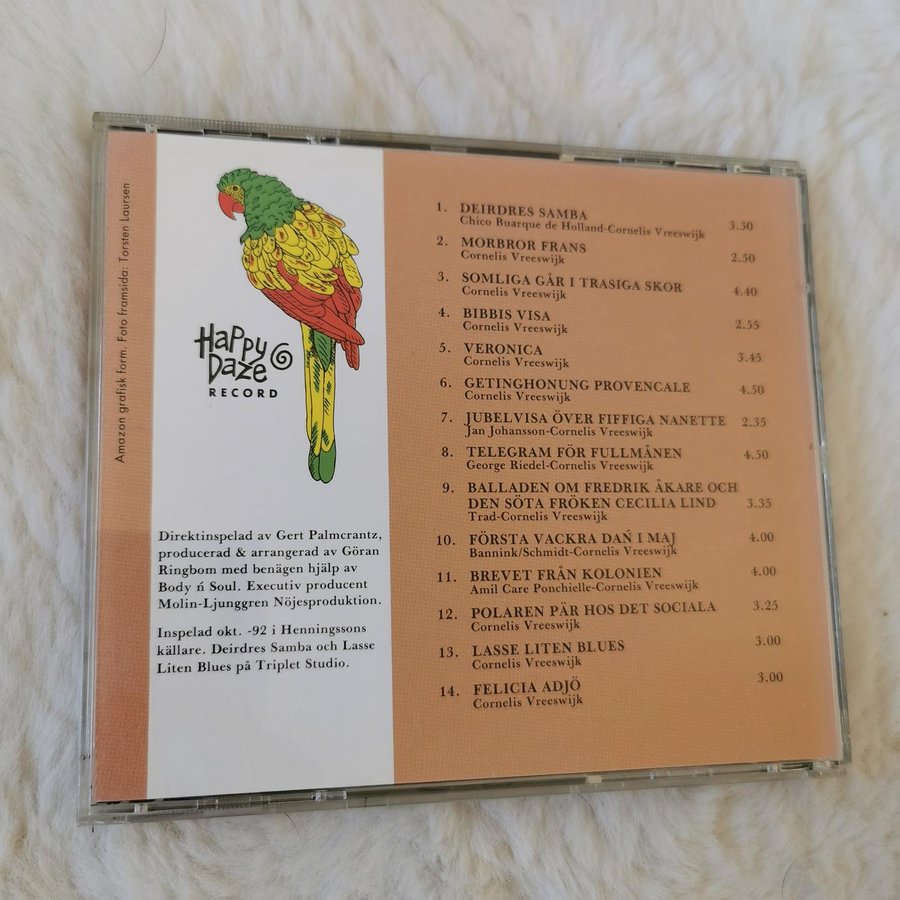 Amazon grafisk form. Foto framsida: Torsten Laursen
HaPPy
DaZe
RECORD
Direktinspelad av Gert Palmcrantz,
producerad & arrangerad av Göran
Ringbom med benägen hjälp av
Body ń Soul. Executiv producent
Molin-Ljunggren Nöjesproduktion.
Inspelad okt. -92 i Henningssons
källare. Deirdres Samba och Lasse
Liten Blues på Triplet Studio.
1. DEIRDRES SAMBA
Chico Buarque de Holland-Cornelis Vreeswijk 3.30
2. MORBROR FRANS
Cornelis Vreeswijk 2.50
3. SOMLIGA GÅR I TRASIGA SKOR
Cornelis Vreeswijk 4.40
4. BIBBIS VISA
Cornelis Vreeswijk 2.55
5. VERONICA
Cornelis Vreeswijk 3.45
6. GETINGHONUNG PROVENCALE
Cornelis Vreeswijk 4.50
7. JUBELVISA ÖVER FIFFIGA NANETTE 2.35
Jan Johansson-Cornelis Vreeswijk
8. TELEGRAM FÖR FULLMÅNEN 4.50
George Riedel-Cornelis Vreeswijk
9. BALLADEN OM FREDRIK ÅKARE OCH
DEN SÖTA FRÖKEN CECILIA LIND 3.35
Trad-Cornelis Vreeswijk
10. FÖRSTA VACKRA DAŃ I MAJ 4.00
Bannink/Schmidt-Cornelis Vreeswijk
11. BREVET FRÅN KOLONIEN 4.00
Amil Care Ponchielle-Cornelis Vreeswijk
12. POLAREN PÄR HOS DET SOCIALA 3.25
Cornelis Vreeswijk
13. LASSE LITEN BLUES 3.00
Cornelis Vreeswijk
14. FELICIA ADJÖ 3.00
Cornelis Vreeswijk